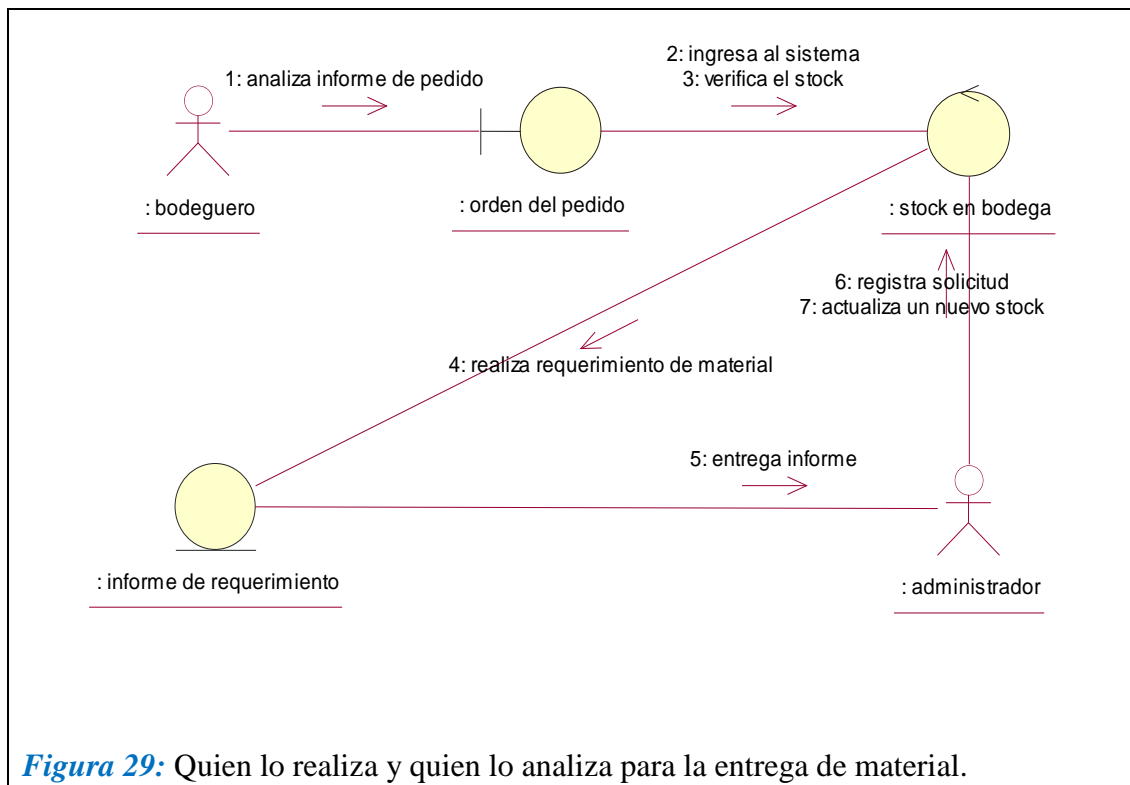 2: ingresa al sistema
1: analiza informe de pedido
3: verifica el stock
: bodeguero
: orden del pedido
: stock en bodega
6: registra solicitud
7: actualiza un nuevo stock
4: realiza requerimiento de material
5: entrega informe
: informe de requerimiento
: administrador
Figura 29: Quien lo realiza y quien lo analiza para la entrega de material.